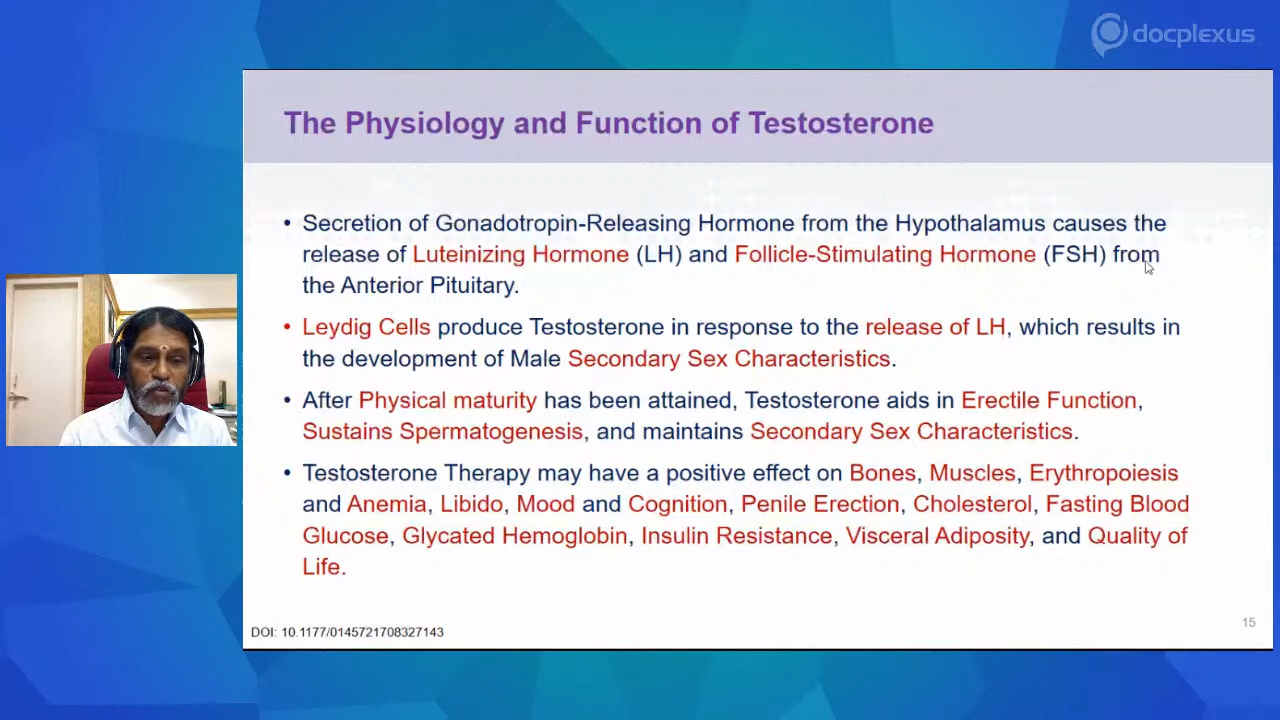 docplexus
The Physiology and Function of Testosterone
• Secretion of Gonadotropin-Releasing Hormone from the Hypothalamus causes the
release of Luteinizing Hormone (LH) and Follicle-Stimulating Hormone (FSH) from
the Anterior Pituitary.
• Leydig Cells produce Testosterone in response to the release of LH, which results in
the development of Male Secondary Sex Characteristics.
• After Physical maturity has been attained, Testosterone aids in Erectile Function,
Sustains Spermatogenesis, and maintains Secondary Sex Characteristics.
• Testosterone Therapy may have a positive effect on Bones, Muscles, Erythropoiesis
and Anemia, Libido, Mood and Cognition, Penile Erection, Cholesterol, Fasting Blood
Glucose, Glycated Hemoglobin, Insulin Resistance, Visceral Adiposity, and Quality of
Life.
15
DOI: 10.1177/0145721708327143